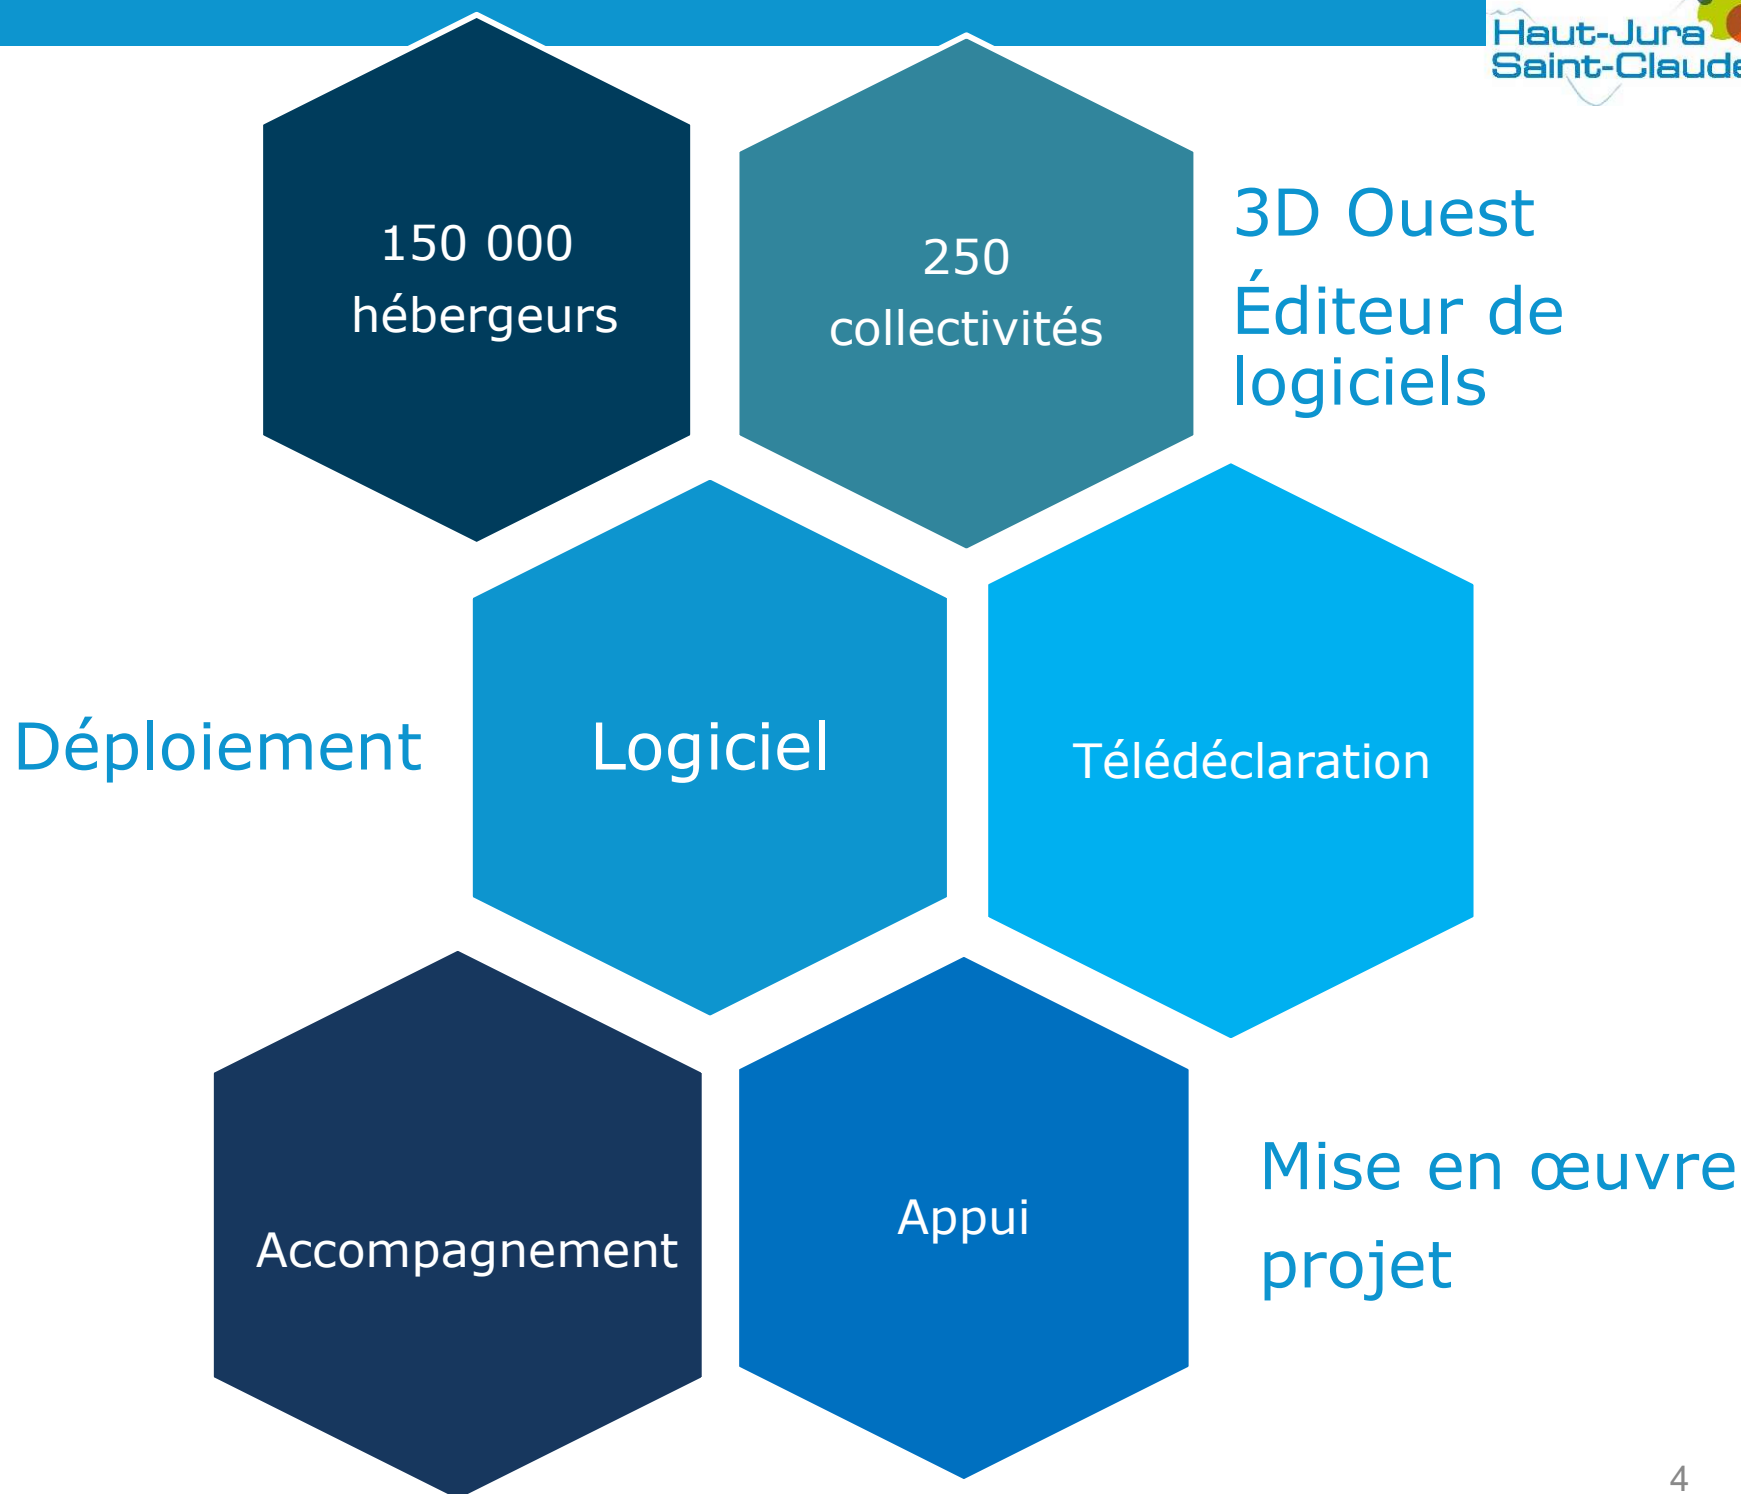 Haut-Jura
Saint-Claude
150 000
hébergeurs
250
collectivités
3D Ouest
Éditeur de
logiciels
Déploiement
Logiciel
Télédéclaration
Accompagnement
Appui
Mise en œuvre
projet
4